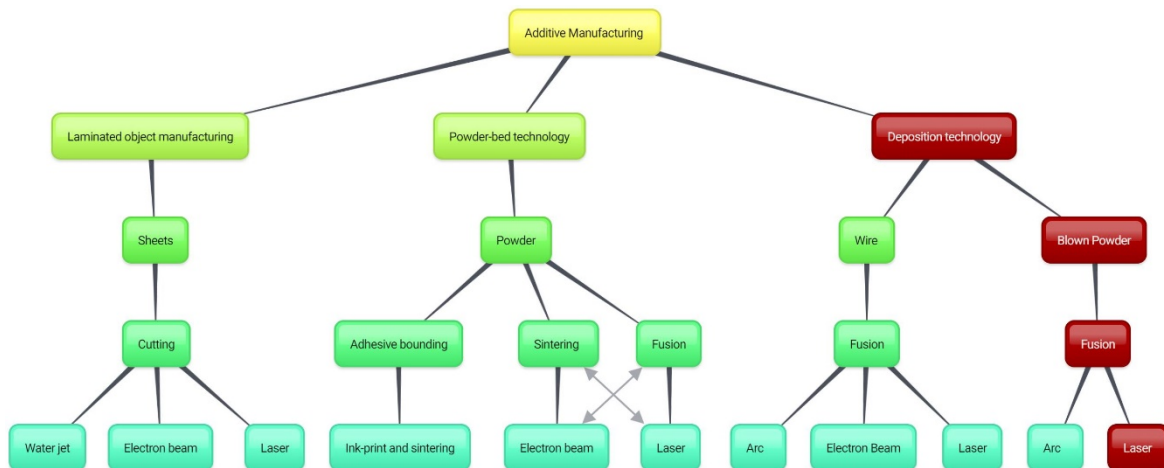 Additive Manufacturing
Laminated object manufacturing
Powder-bed technology
Deposition technology
Sheets
Powder
Wire
Blown Powder
Cutting
Adhesive bounding
Sintering
Fusion
Fusion
Fusion
Water jet
Electron beam
Laser
Ink-print and sintering
Electron beam
Laser
Arc
Electron Beam
Laser
Arc
Laser